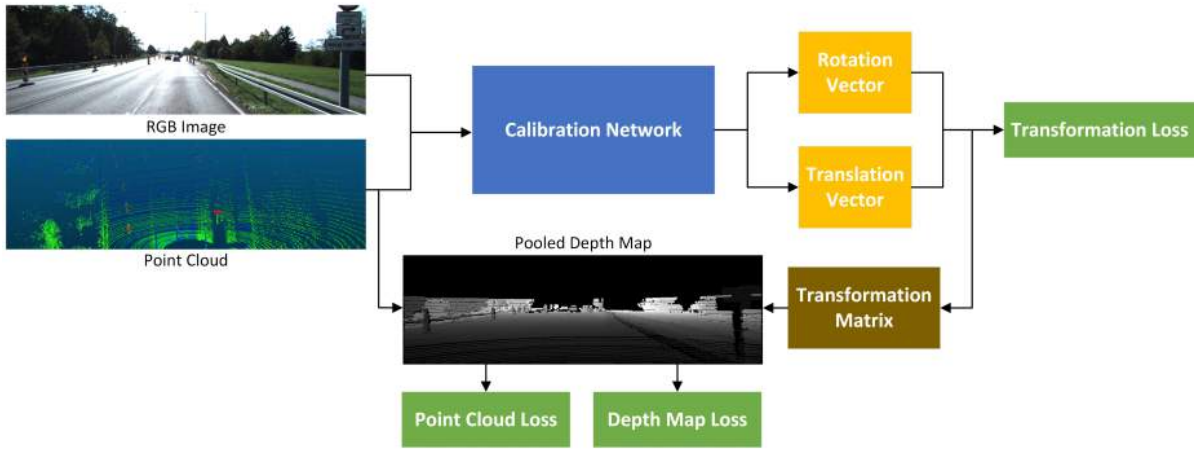 RGB Image
Point Cloud
Calibration Network
Rotation
Vector
Translation
Vector
Transformation Loss
Pooled Depth Map
Transformation
Matrix
Point Cloud Loss
Depth Map Loss